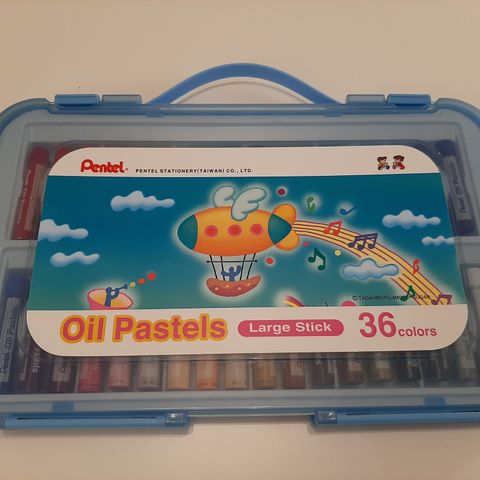 Pentel®
PENTEL STATIONERY(TAIWAN) CO., LTD.
Oil Pastels
Large Stick
36 colors